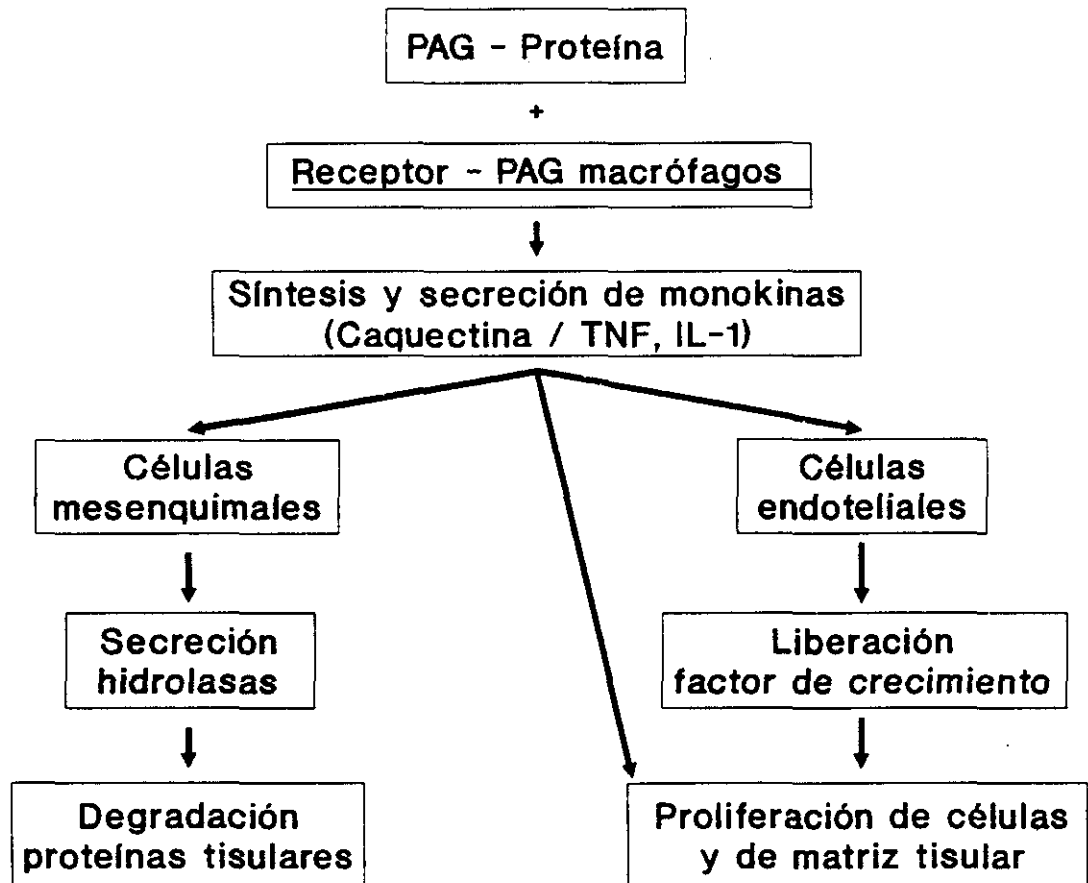 PAG - Proteína
+
Receptor - PAG macrófagos
Síntesis y secreción de monokinas
(Caquectina / TNF, IL-1)
Células
mesenquimales
Células
endoteliales
Secreción
hidrolasas
Liberación
factor de crecimiento
Degradación
proteínas tisulares
Proliferación de células
y de matriz tisular